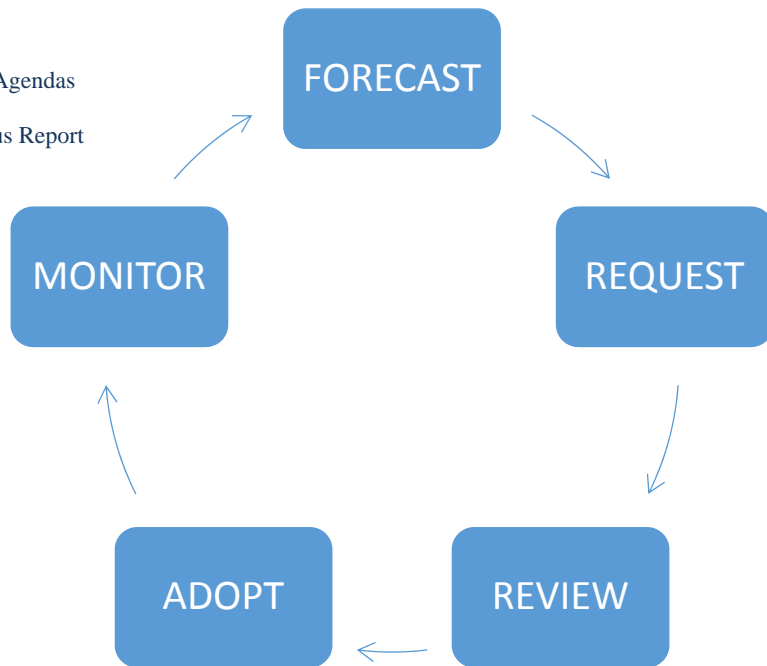 FORECAST
Agendas
Report
MONITOR
REQUEST
ADOPT
REVIEW